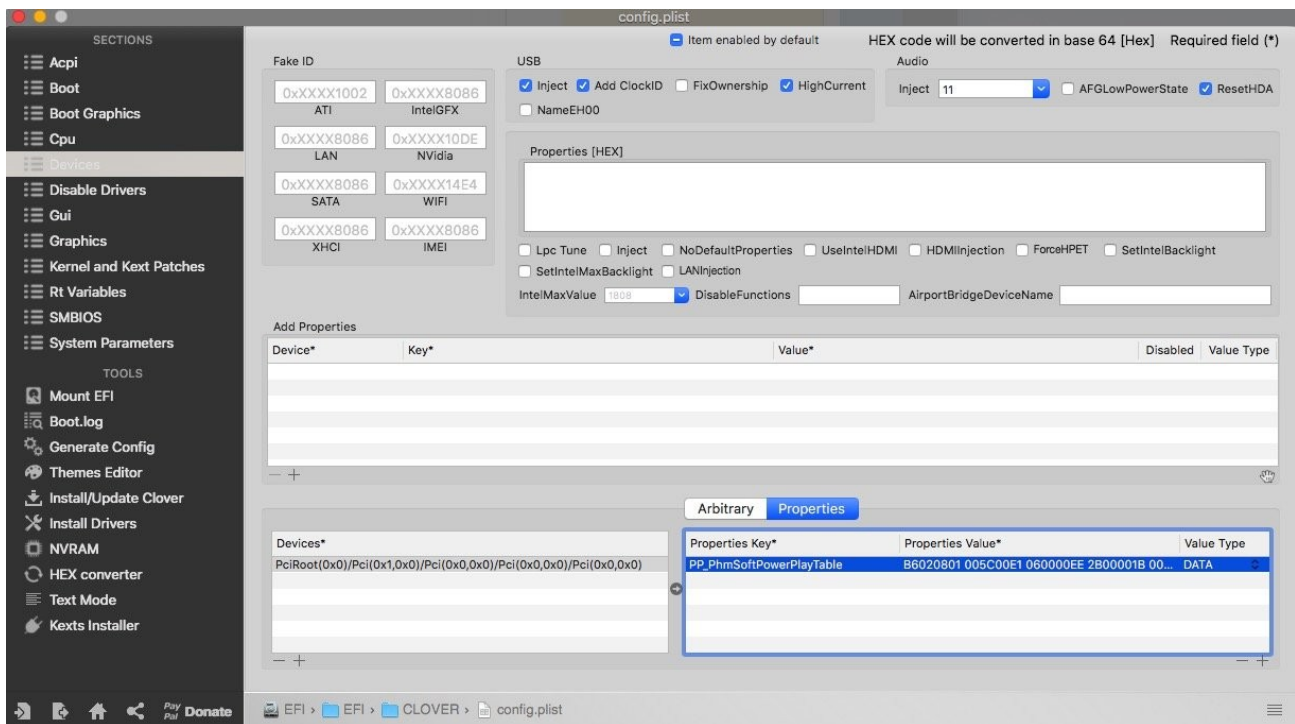 config.plist
SECTIONS
Acpi
Boot
Boot Graphics
Cpu
Devices
Disable Drivers
Gui
Graphics
Kernel and Kext Patches
Rt Variables
SMBIOS
System Parameters
TOOLS
Mount EFI
Boot.log
Generate Config
Themes Editor
Install/Update Clover
Install Drivers
NVRAM
HEX converter
Text Mode
Kexts Installer
Pay Pal Donate
Item enabled by default HEX code will be converted in base 64 [Hex] Required field (*)
Fake ID
0xXXXX1002 0xXXXX8086
ATI IntelGFX
0xXXXX8086 0xXXXX10DE
LAN NVidia
0xXXXX8086 0xXXXX14E4
SATA WIFI
0xXXXX8086 0xXXXX8086
XHCI IMEI
USB
Inject Add ClockID FixOwnership HighCurrent
NameEH00
Audio
Inject 11 AFGLowPowerState ResetHDA
Properties [HEX]
Lpc Tune Inject NoDefaultProperties UseIntelHDMI HDMIInjection ForceHPET SetIntelBacklight
SetIntelMaxBacklight LANInjection
IntelMaxValue 1808 DisableFunctions AirportBridgeDeviceName
Add Properties
Device* Key* Value* Disabled Value Type
Arbitrary Properties
Devices*
PciRoot(0x0)/Pci(0x1,0x0)/Pci(0x0,0x0)/Pci(0x0,0x0)/Pci(0x0,0x0)
Properties Key* Properties Value* Value Type
PP_PhmSoftPowerPlayTable B6020801 005C00E1 060000EE 2B00001B 00... DATA
EFI › EFI › CLOVER › config.plist